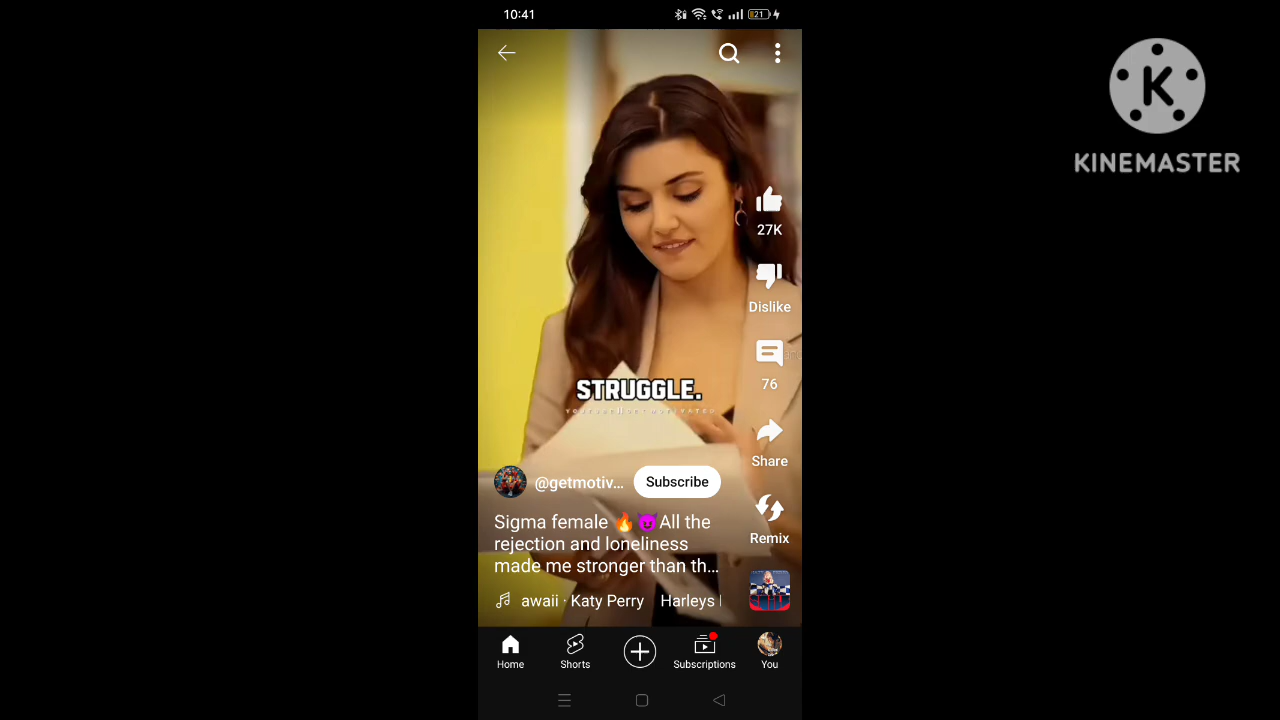 10:41
21
K
KINEMASTER
27K
Dislike
76
STRUGGLE.
Share
@getmotiv...
Subscribe
Sigma female 🔥😈All the
rejection and loneliness
made me stronger than th...
Remix
awaii · Katy Perry Harleys
Home
Shorts
Subscriptions
You